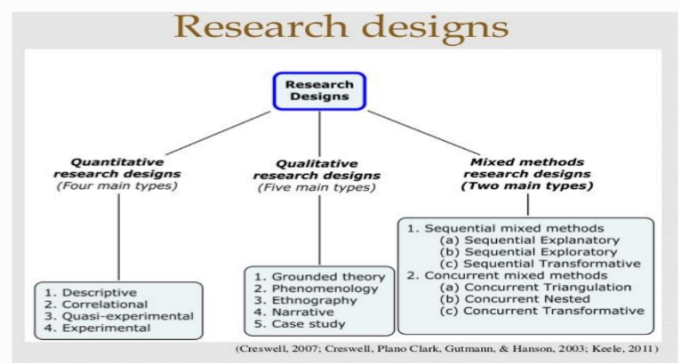 Research designs
Research
Designs
Quantitative
research designs
(Four main types)
Qualitative
research designs
(Five main types)
Mixed methods
research designs
(Two main types)
1. Descriptive
2. Correlational
3. Quasi-experimental
4. Experimental
1. Grounded theory
2. Phenomenology
3. Ethnography
4. Narrative
5. Case study
1. Sequential mixed methods
(a) Sequential Explanatory
(b) Sequential Exploratory
(c) Sequential Transformative
2. Concurrent mixed methods
(a) Concurrent Triangulation
(b) Concurrent Nested
(c) Concurrent Transformative
(Creswell, 2007; Creswell, Plano Clark, Gutmann, & Hanson, 2003; Keele, 2011)